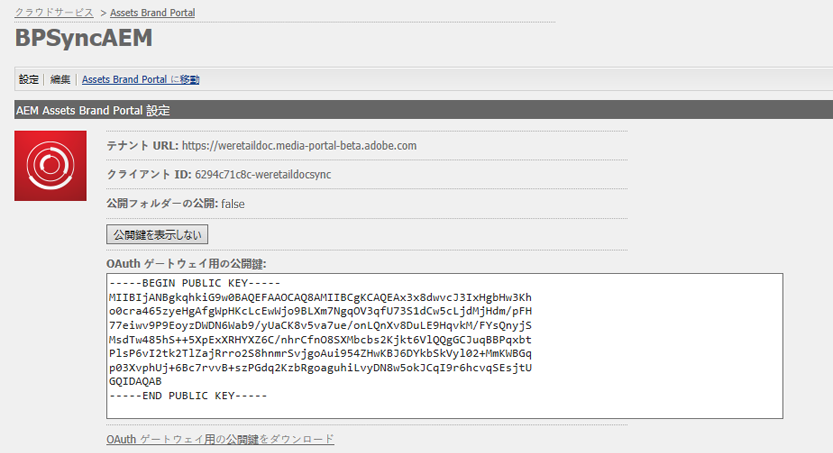 クラウドサービス > Assets Brand Portal
BPSyncAEM
設定 | 編集 | Assets Brand Portal に移動
AEM Assets Brand Portal 設定
テナント URL: https://weretaildoc.media-portal-beta.adobe.com
クライアント ID: 6294c71c8c-weretaildocsync
公開フォルダーの公開: false
公開鍵を表示しない
OAuth ゲートウェイ用の公開鍵:
-----BEGIN PUBLIC KEY-----
MIIBIjANBgkqhkiG9w0BAQEFAAOCAQ8AMIIBCgKCAQEAx3x8dwvcJ3IxHgbHw3Kh
o0cra465zyeHgAfgWpHKcLcEwWjo9BLXm7NgqOV3qfU73S1dCw5cLjdMjHdm/pFH
77eiwv9P9EoyzDWDN6Wab9/yUaCK8v5va7ue/onLQnXv8DuLE9HqvkM/FYsQnyjS
MsdTw485hS++5XpExXRHYXZ6C/nhrCfnO8SXMbcbs2Kjkt6VlQQgGCJuqBBPqxbt
PlsP6vI2tk2TlZajRrro2S8hnmrSvjgoAui954ZHwKBJ6DYkbSkVyl02+MmKWBGq
p03XvphUj+6Bc7rvvB+szPGdq2KzbRgoaguhiLvyDN8w5okJCqI9r6hcvqSEsjtU
GQIDAQAB
-----END PUBLIC KEY-----
OAuth ゲートウェイ用の公開鍵をダウンロード